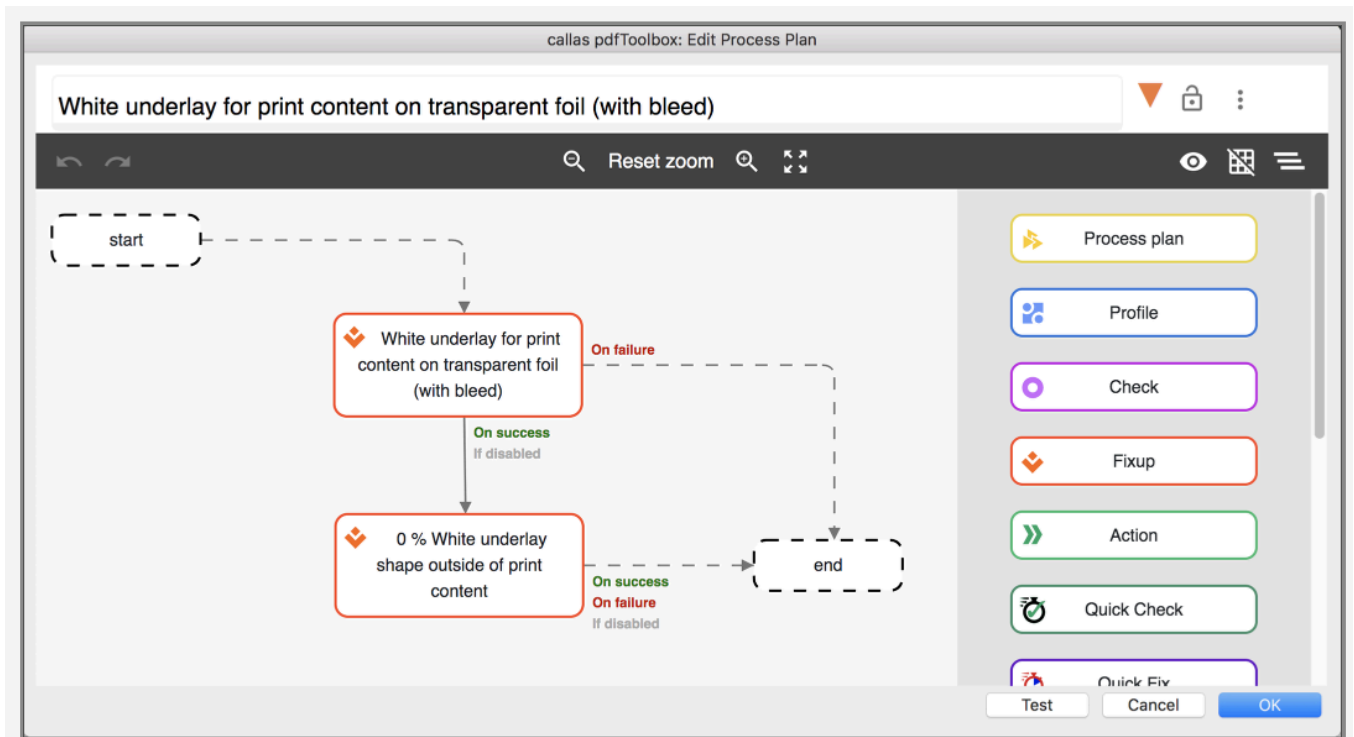 callas pdfToolbox: Edit Process Plan
White underlay for print content on transparent foil (with bleed)
Reset zoom
start
White underlay for print
content on transparent foil
(with bleed)
On failure
On success
If disabled
0 % White underlay
shape outside of print
content
On success
On failure
If disabled
end
Process plan
Profile
Check
Fixup
Action
Quick Check
Quick Fix
Test
Cancel
OK